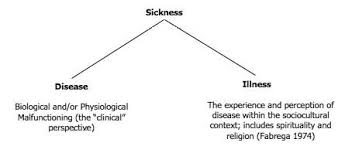 Sickness
Disease
Biological and/or Physiological
Malfunctioning (the "clinical"
perspective)
Illness
The experience and perception of
disease within the sociocultural
context; includes spirituality and
religion (Fabrega 1974)